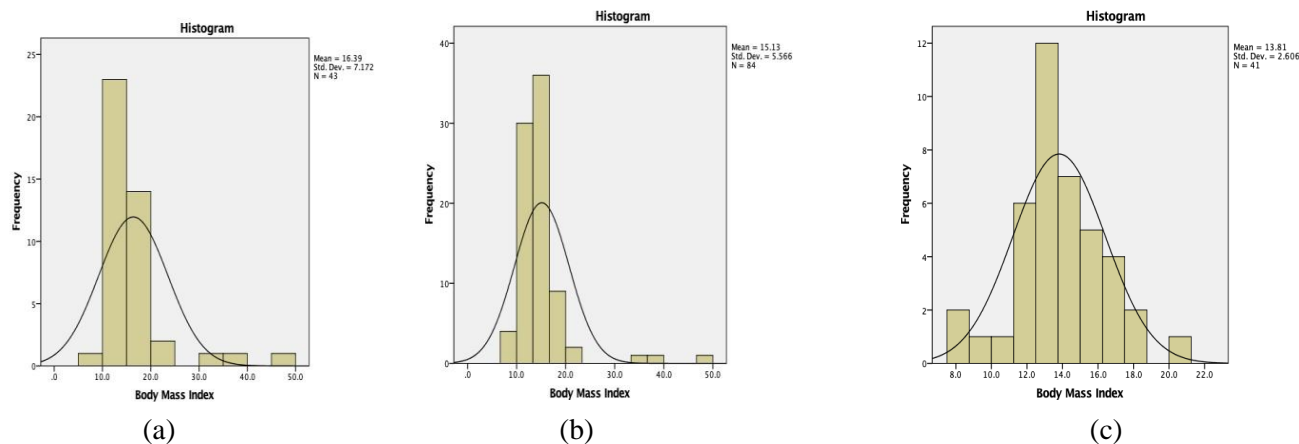 Histogram
Mean = 16.39
Std. Dev. = 7.172
N = 43
25
20
15
10
5
0
Frequency
.0 10.0 20.0 30.0 40.0 50.0
Body Mass Index
(a)
Histogram
Mean = 15.13
Std. Dev. = 5.566
N = 84
40
30
20
10
0
Frequency
.0 10.0 20.0 30.0 40.0 50.0
Body Mass Index
(b)
Histogram
Mean = 13.81
Std. Dev. = 2.606
N = 41
12
10
8
6
4
2
0
Frequency
8.0 10.0 12.0 14.0 16.0 18.0 20.0 22.0
Body Mass Index
(c)